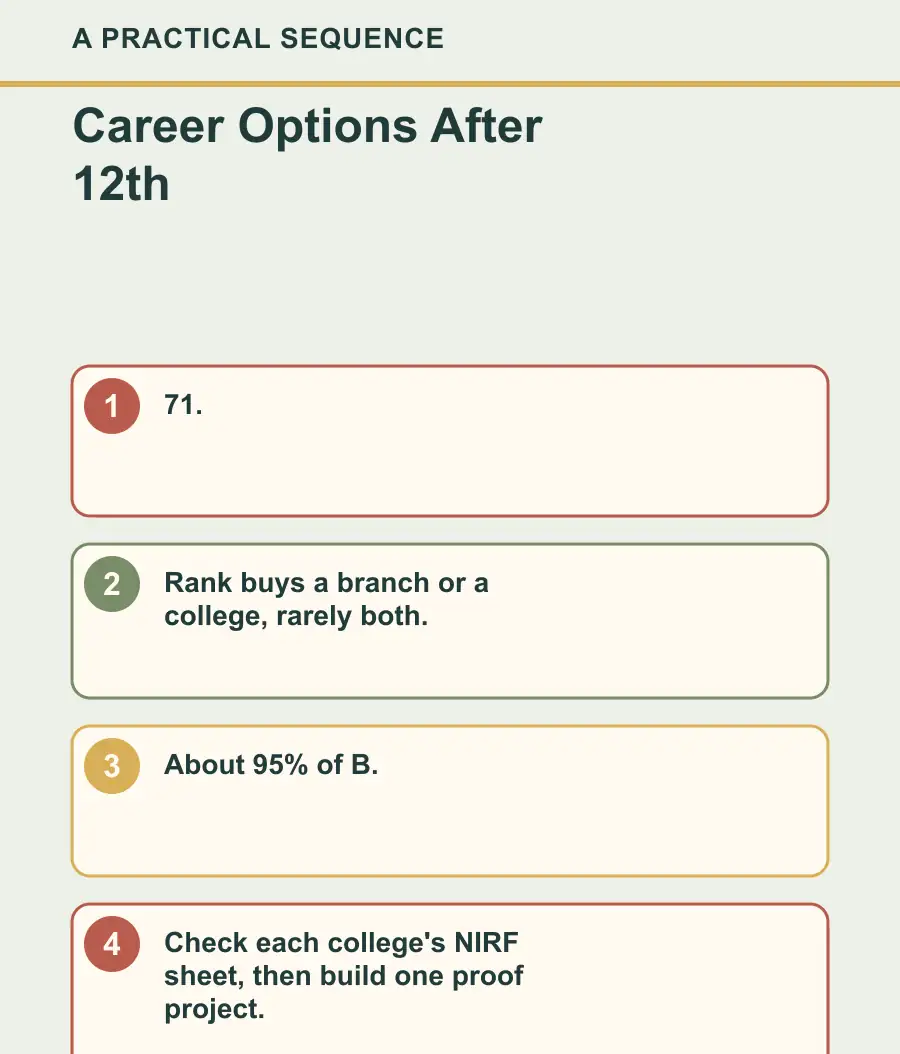 A PRACTICAL SEQUENCE
Career Options After
12th
1
71.
2
Rank buys a branch or a
college, rarely both.
3
About 95% of B.
4
Check each college's NIRF
sheet, then build one proof
project.